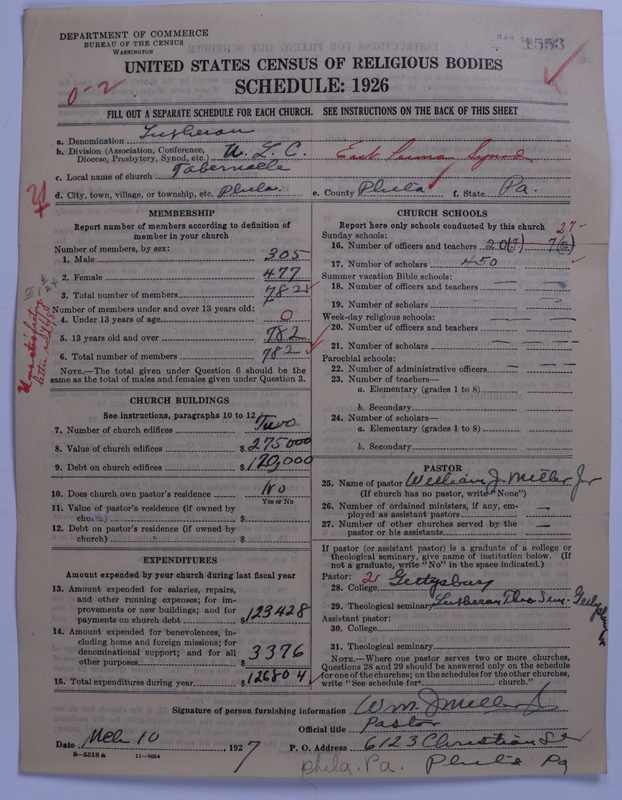 DEPARTMENT OF COMMERCE
BUREAU OF THE CENSUS
WASHINGTON
1553
UNITED STATES CENSUS OF RELIGIOUS BODIES
SCHEDULE: 1926
0-2
FILL OUT A SEPARATE SCHEDULE FOR EACH CHURCH. SEE INSTRUCTIONS ON THE BACK OF THIS SHEET
a. Denomination Lutheran
b. Division (Association, Conference, Diocese, Presbytery, Synod, etc.) U. L. C. East Penna. Synod
c. Local name of church Tabernacle
d. City, town, village, or township, etc. Phila. e. County Phila f. State Pa.
MEMBERSHIP
Report number of members according to definition of member in your church
Number of members, by sex:
1. Male 305
2. Female 477
3. Total number of members 782
Number of members under and over 13 years old:
4. Under 13 years of age 0
5. 13 years old and over 782
6. Total number of members 782
NOTE.—The total given under Question 6 should be the same as the total of males and females given under Question 3.
CHURCH BUILDINGS
See instructions, paragraphs 10 to 12
7. Number of church edifices Two
8. Value of church edifices $ 275000
9. Debt on church edifices $ 120,000
10. Does church own pastor's residence No
Yes or No
11. Value of pastor's residence (if owned by church) $
12. Debt on pastor's residence (if owned by church) $
EXPENDITURES
Amount expended by your church during last fiscal year
13. Amount expended for salaries, repairs, and other running expenses; for improvements or new buildings; and for payments on church debt $ 123428
14. Amount expended for benevolences, including home and foreign missions; for denominational support; and for all other purposes $ 3376
15. Total expenditures during year $ 126804
CHURCH SCHOOLS
Report here only schools conducted by this church
Sunday schools:
27
16. Number of officers and teachers 20
17. Number of scholars 450
Summer vacation Bible schools:
18. Number of officers and teachers
19. Number of scholars
Week-day religious schools:
20. Number of officers and teachers
21. Number of scholars
Parochial schools:
22. Number of administrative officers
23. Number of teachers—
a. Elementary (grades 1 to 8)
b. Secondary
24. Number of scholars—
a. Elementary (grades 1 to 8)
b. Secondary
PASTOR
25. Name of pastor William J. Miller Jr
(If church has no pastor, write "None")
26. Number of ordained ministers, if any, employed as assistant pastors —
27. Number of other churches served by the pastor or his assistants —
If pastor (or assistant pastor) is a graduate of a college or theological seminary, give name of institution below. (If not a graduate, write "No" in the space indicated.)
Pastor:
28. College 21 Gettysburg
29. Theological seminary Lutheran Theo Sem. Gettysburg
Assistant pastor:
30. College
31. Theological seminary
NOTE.—Where one pastor serves two or more churches, Questions 28 and 29 should be answered only on the schedule for one of the churches; on the schedules for the other churches, write "See schedule for church."
Signature of person furnishing information Wm. J Miller Jr
Official title Pastor
Date Mch 10 1927 P. O. Address 6123 Christian St
8—5518a 11—9054
phila. Pa. Phila Pa